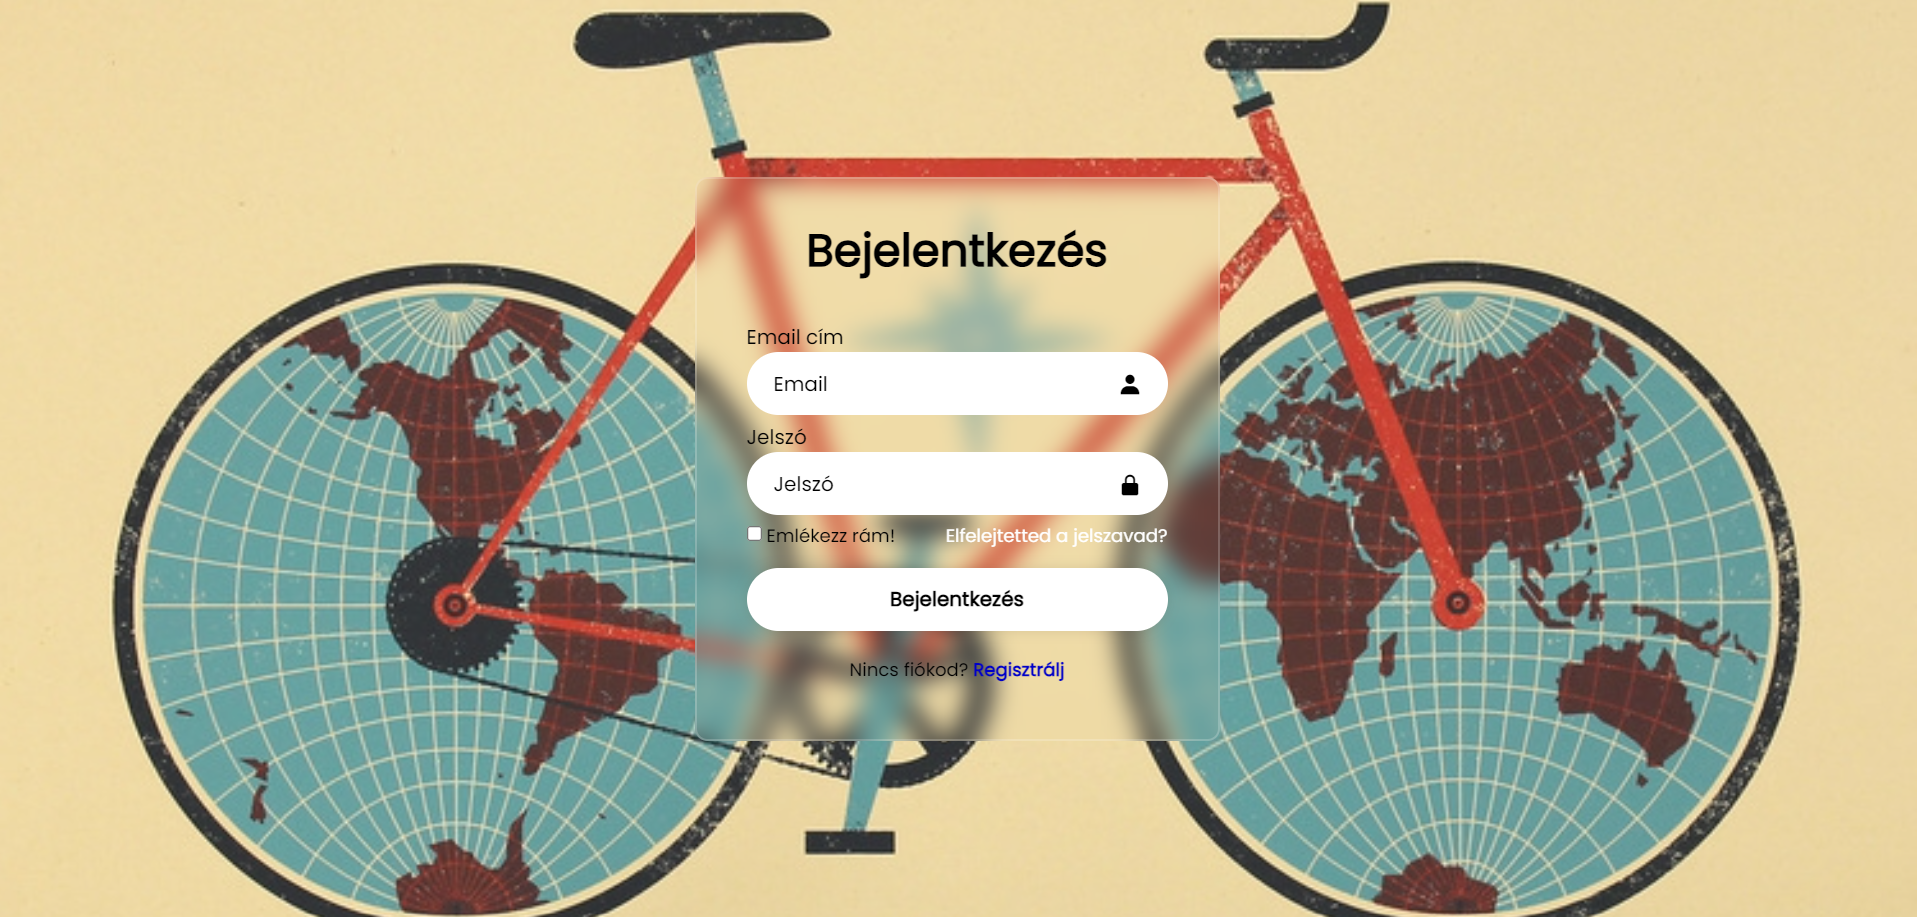 Bejelentkezés
Email cím
Email
Jelszó
Jelszó
Emlékezz rám! Elfelejtetted a jelszavad?
Bejelentkezés
Nincs fiókod? Regisztrálj